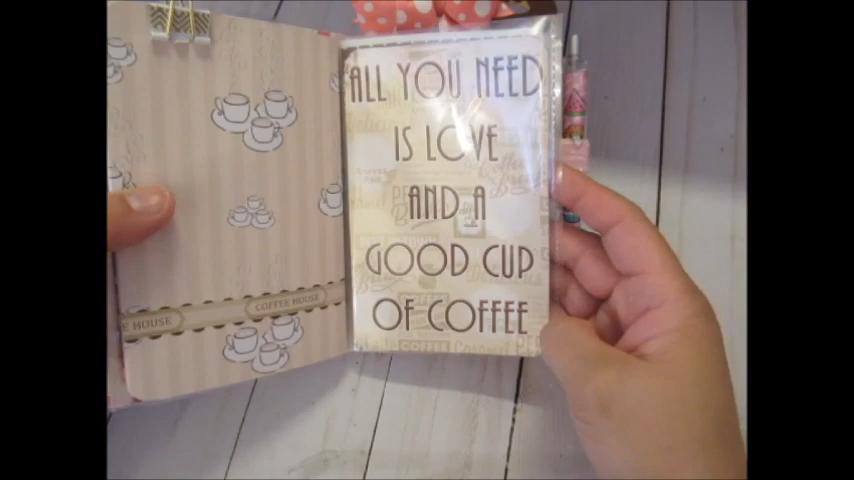 ALL YOU NEED
IS LOVE
AND A
GOOD CUP
OF COFFEE
E HOUSE
COFFEE HOUSE
COFFEE